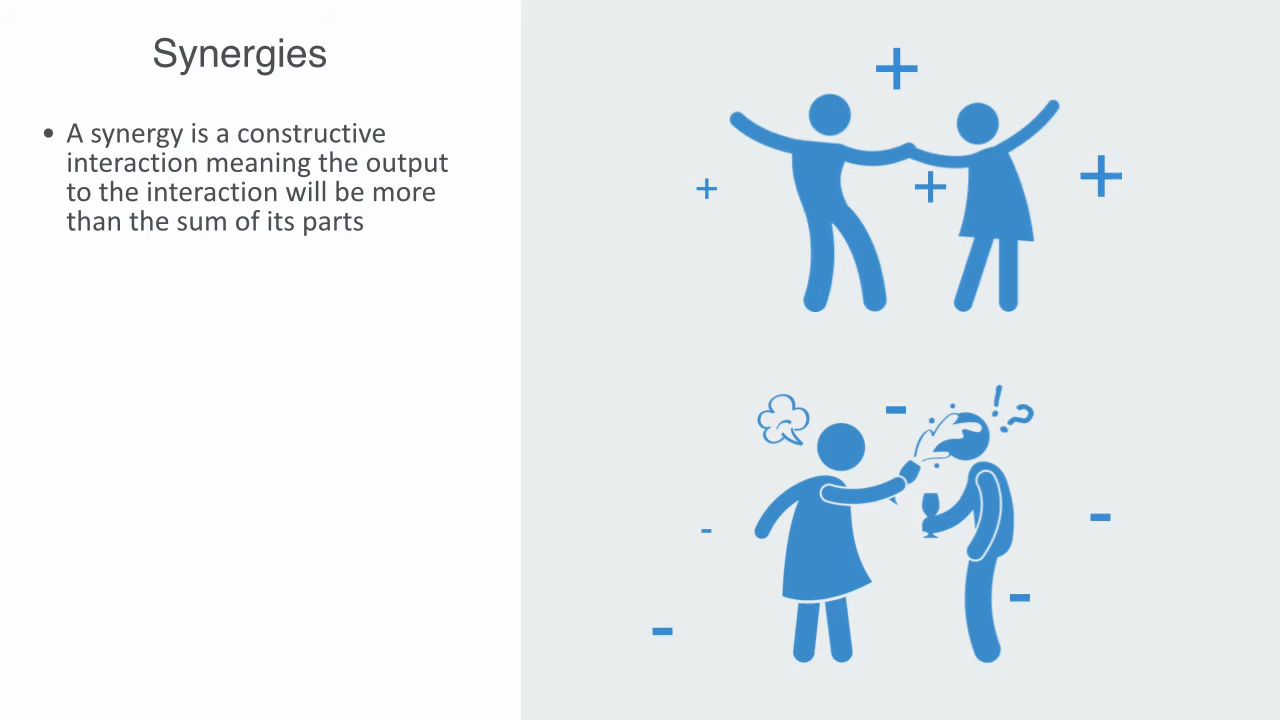 Synergies
• A synergy is a constructive
interaction meaning the output
to the interaction will be more
than the sum of its parts
+
+
+
+
! ?
-
-
-
-
-